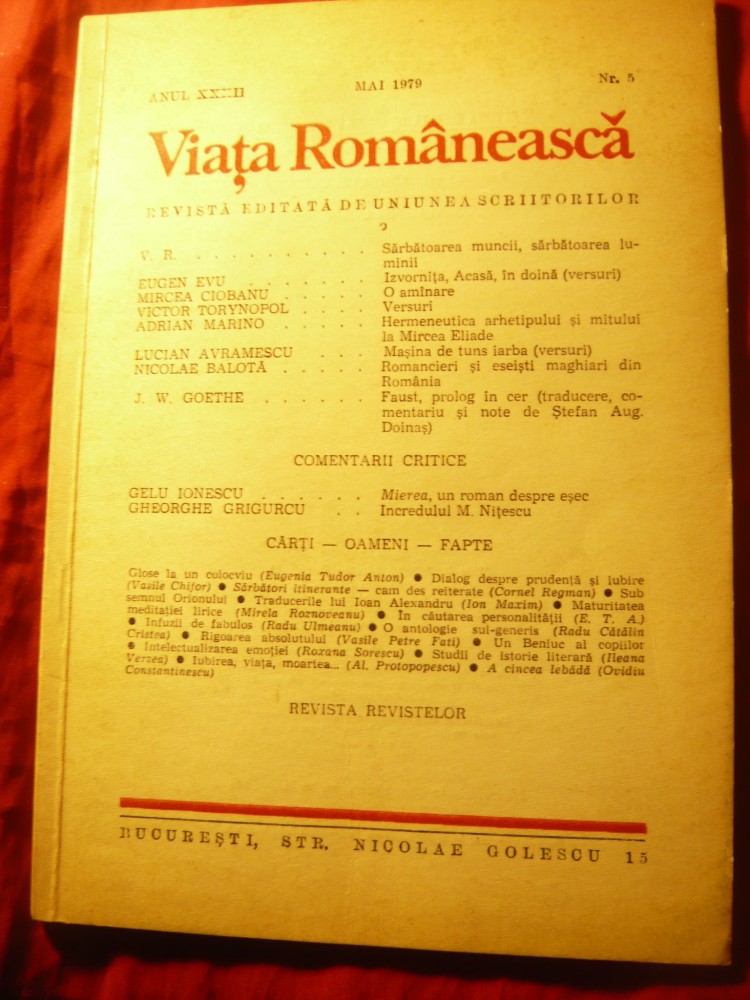 ANUL XXXII MAI 1979 Nr. 5
Viața Românească
REVISTĂ EDITATĂ DE UNIUNEA SCRIITORILOR
V. R. . . . . . . . . . . Sărbătoarea muncii, sărbătoarea lu-
minii
EUGEN EVU . . . . . . . Izvornița, Acasă, în doină (versuri)
MIRCEA CIOBANU . . . . . O amînare
VICTOR TORYNOPOL . . . . Versuri
ADRIAN MARINO . . . . . Hermeneutica arhetipului și mitului
la Mircea Eliade
LUCIAN AVRAMESCU . . . Mașina de tuns iarba (versuri)
NICOLAE BALOTĂ . . . . . Romancieri și eseiști maghiari din
România
J. W. GOETHE . . . . . . Faust, prolog în cer (traducere, co-
mentariu și note de Ștefan Aug.
Doinaș)
COMENTARII CRITICE
GELU IONESCU . . . . . . Mierea, un roman despre eșec
GHEORGHE GRIGURCU . . Incredulul M. Nițescu
CĂRȚI — OAMENI — FAPTE
Glose la un colocviu (Eugenia Tudor Anton) ● Dialog despre prudență și iubire
(Vasile Chifor) ● Sărbători itinerante — cam des reiterate (Cornel Regman) ● Sub
semnul Orionului ● Traducerile lui Ioan Alexandru (Ion Maxim) ● Maturitatea
meditației lirice (Mirela Roznoveanu) ● În căutarea personalității (E. T. A.)
● Infuzii de fabulos (Radu Ulmeanu) ● O antologie sui-generis (Radu Cătălin
Cristea) ● Rigoarea absolutului (Vasile Petre Fati) ● Un Beniuc al copiilor
● Intelectualizarea emoției (Roxana Sorescu) ● Studii de istorie literară (Ileana
Verzea) ● Iubirea, viața, moartea... (Al. Protopopescu) ● A cincea lebădă (Ovidiu
Constantinescu)
REVISTA REVISTELOR
BUCUREȘTI, STR. NICOLAE GOLESCU 15